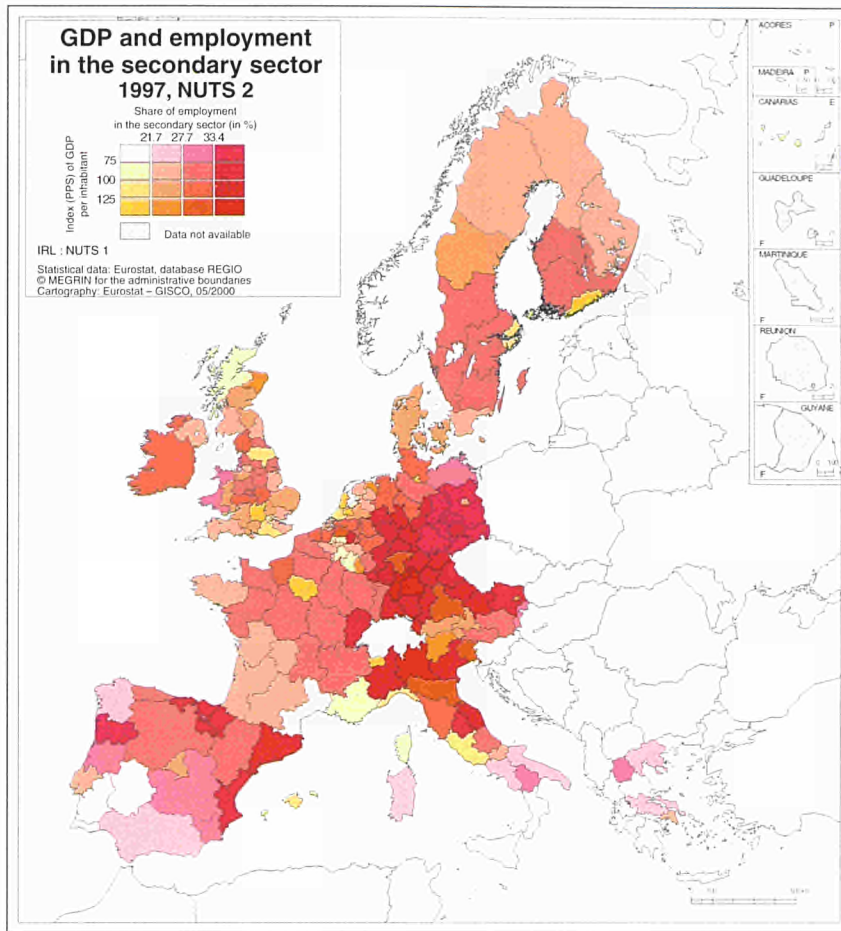 GDP and employment
in the secondary sector
1997, NUTS 2
Share of employment
in the secondary sector (in %)
21.7 27.7 33.4
Index (PPS) of GDP
per inhabitant
75
100
125
Data not available
IRL : NUTS 1
Statistical data: Eurostat, database REGIO
© MEGRIN for the administrative boundaries
Cartography: Eurostat – GISCO, 05/2000
AÇORES P
MADEIRA P
CANARIAS E
GUADELOUPE
F
MARTINIQUE
F
REUNION
F
GUYANE
F